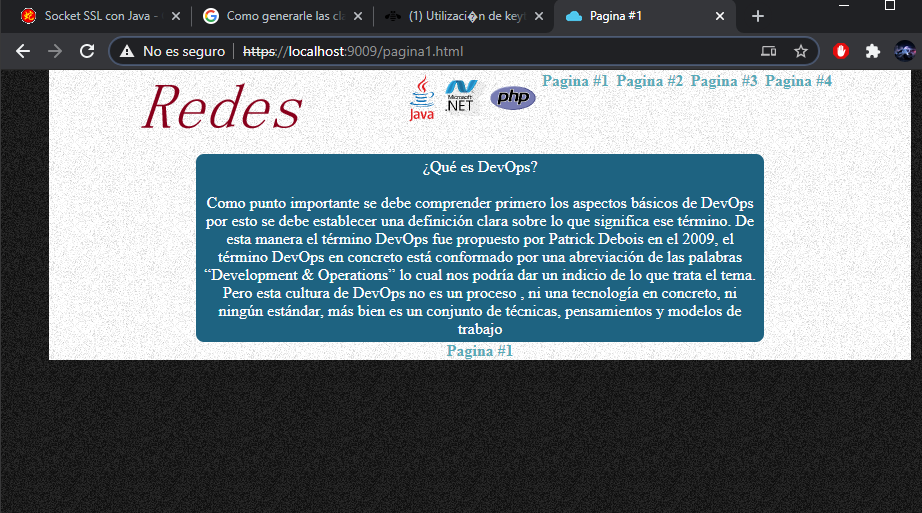 Socket SSL con Java -
Como generarle las cla
(1) Utilizaci�n de keyt
Pagina #1
No es seguro
https://localhost:9009/pagina1.html
Redes
Java
Microsoft
.NET
php
Pagina #1 Pagina #2 Pagina #3 Pagina #4
¿Qué es DevOps?
Como punto importante se debe comprender primero los aspectos básicos de DevOps
por esto se debe establecer una definición clara sobre lo que significa ese término. De
esta manera el término DevOps fue propuesto por Patrick Debois en el 2009, el
término DevOps en concreto está conformado por una abreviación de las palabras
“Development & Operations” lo cual nos podría dar un indicio de lo que trata el tema.
Pero esta cultura de DevOps no es un proceso , ni una tecnología en concreto, ni
ningún estándar, más bien es un conjunto de técnicas, pensamientos y modelos de
trabajo
Pagina #1